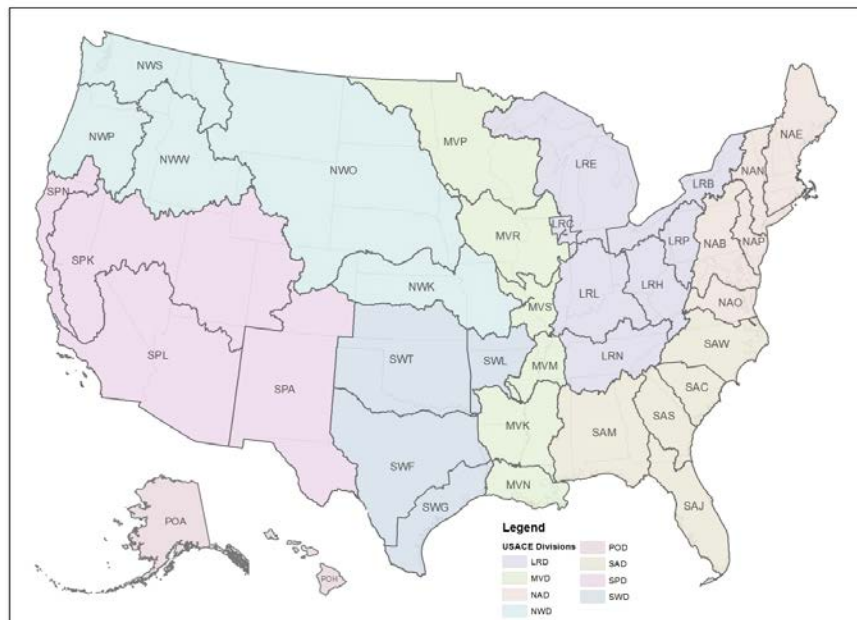 NWS
NAE
NWP
NWW
MVP
NWO
LRE
NAN
LRB
SPN
LRC
MVR
LRP
NAB
NAP
SPK
NWK
LRL
LRH
NAO
MVS
SPL
SWT
SWL
MVM
LRN
SAW
SPA
SAC
SAS
MVK
SAM
SWF
MVN
SWG
SAJ
POA
POH
Legend
USACE Divisions
LRD
MVD
NAD
NWD
POD
SAD
SPD
SWD